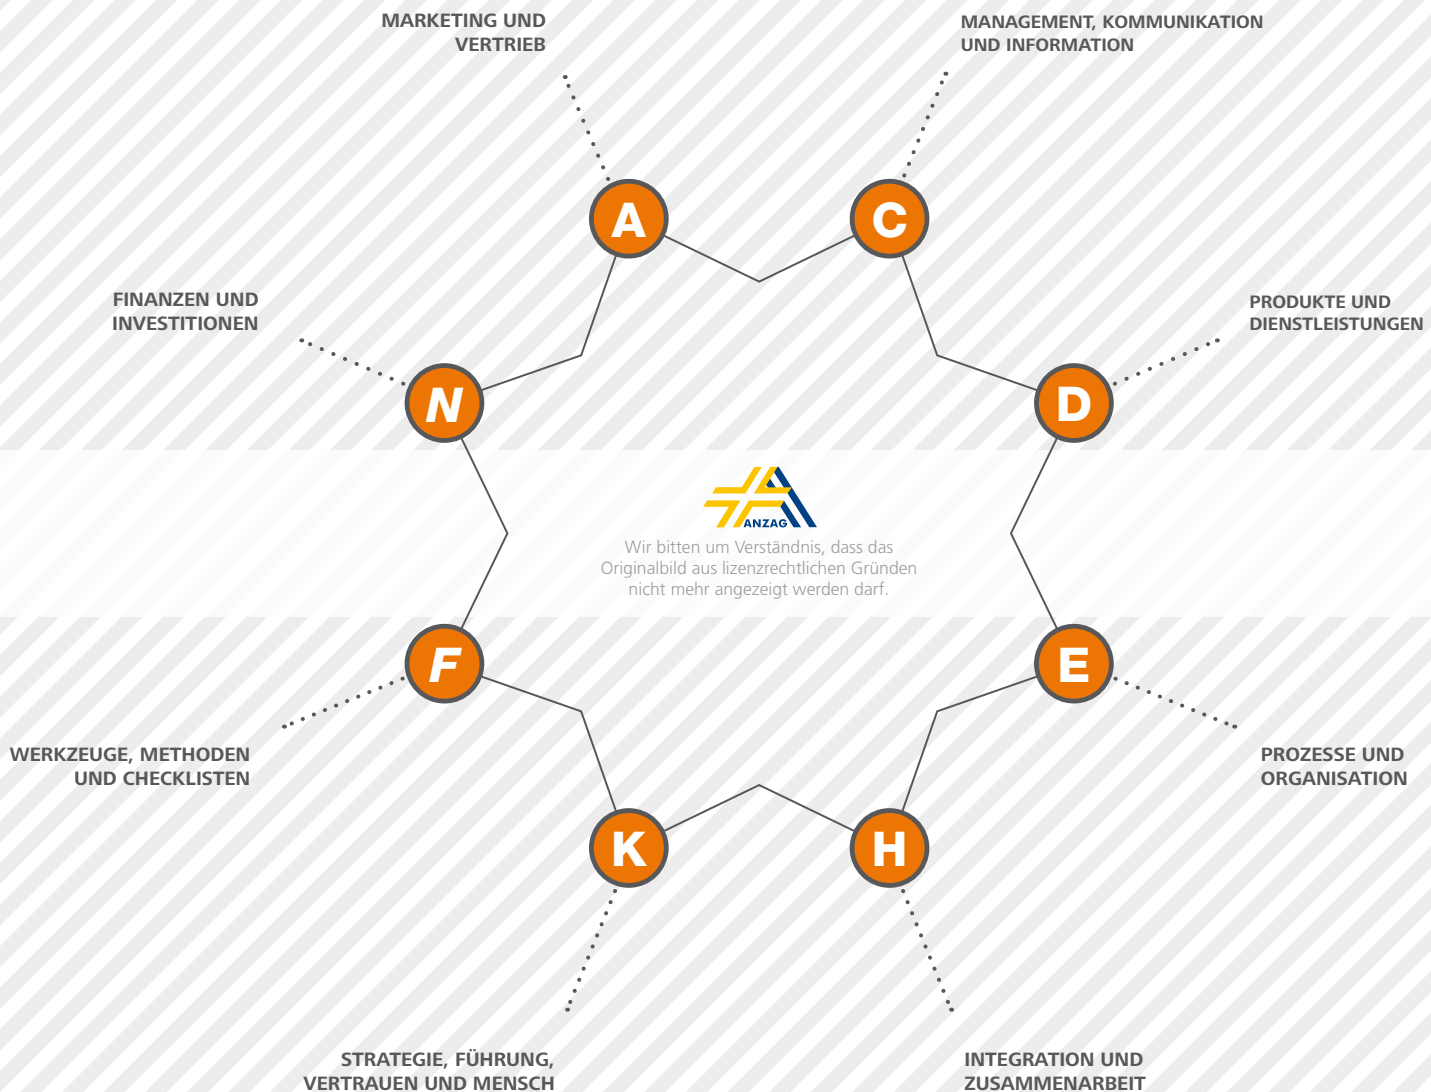 MARKETING UND
VERTRIEB
MANAGEMENT, KOMMUNIKATION
UND INFORMATION
A
C
FINANZEN UND
INVESTITIONEN
PRODUKTE UND
DIENSTLEISTUNGEN
N
D
ANZAG
Wir bitten um Verständnis, dass das
Originalbild aus lizenzrechtlichen Gründen
nicht mehr angezeigt werden darf.
F
E
WERKZEUGE, METHODEN
UND CHECKLISTEN
PROZESSE UND
ORGANISATION
K
H
STRATEGIE, FÜHRUNG,
VERTRAUEN UND MENSCH
INTEGRATION UND
ZUSAMMENARBEIT